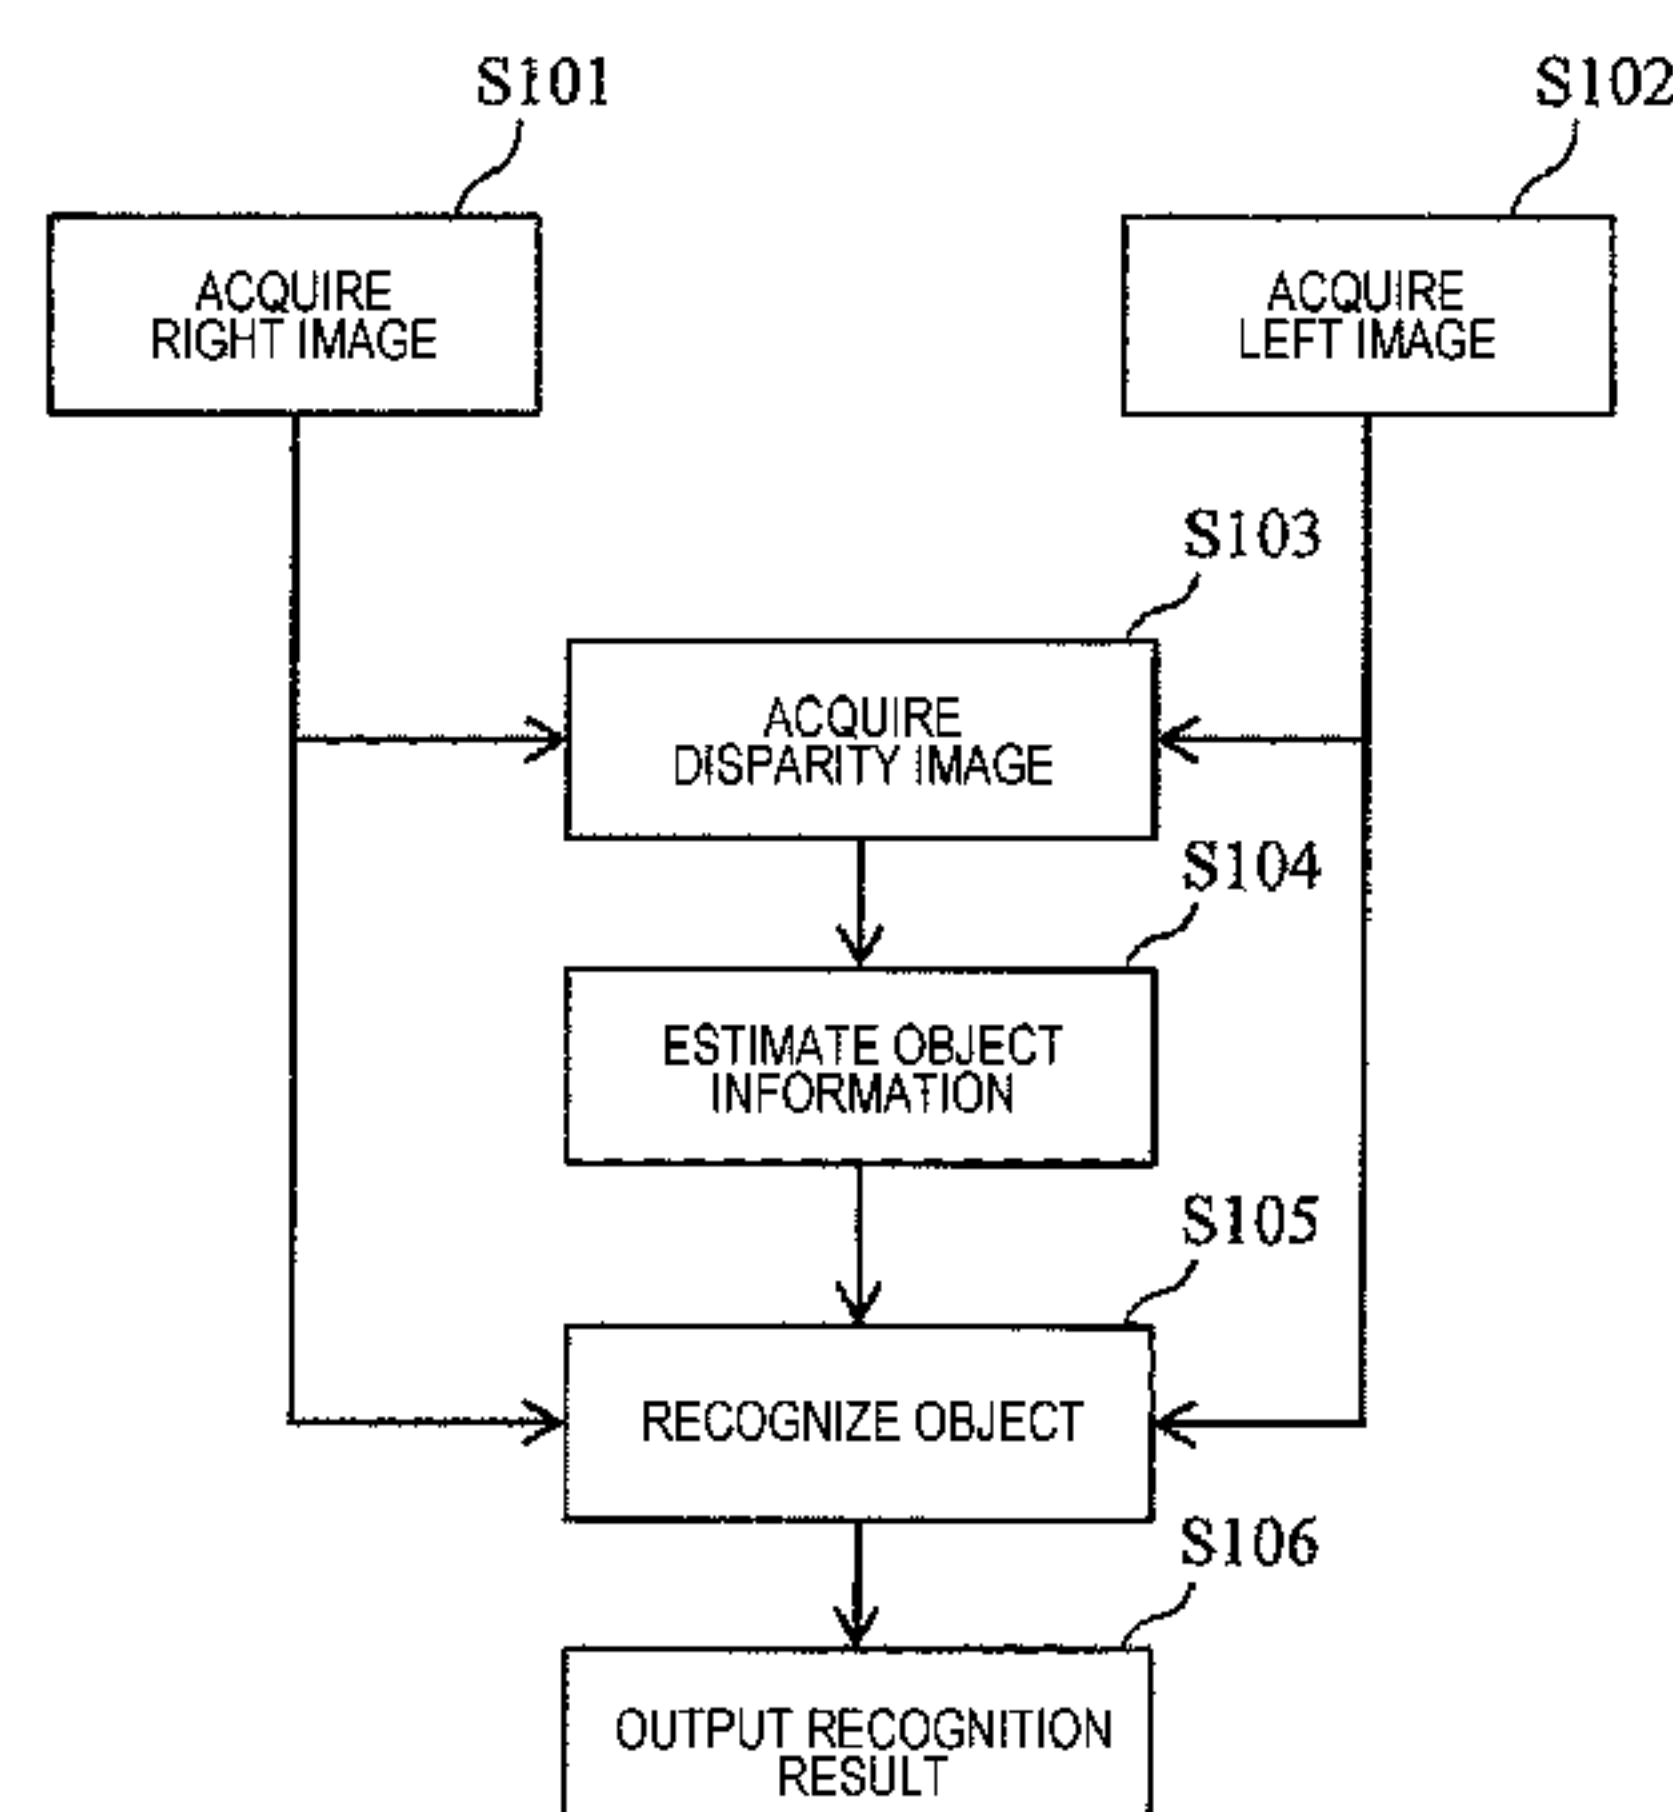 S101
S102
ACQUIRE
RIGHT IMAGE
ACQUIRE
LEFT IMAGE
S103
ACQUIRE
DISPARITY IMAGE
S104
ESTIMATE OBJECT
INFORMATION
S105
RECOGNIZE OBJECT
S106
OUTPUT RECOGNITION
RESULT